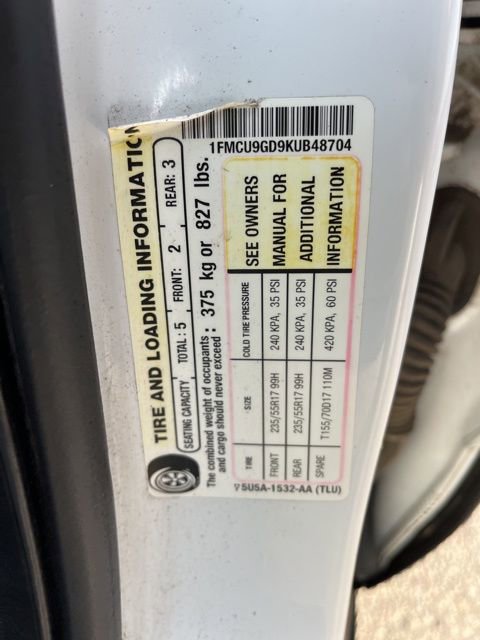 TIRE AND LOADING INFORMATION
SEATING CAPACITY TOTAL: 5 FRONT: 2 REAR: 3
The combined weight of occupants
and cargo should never exceed : 375 kg or 827 lbs.
TIRE SIZE COLD TIRE PRESSURE
FRONT 235/55R17 99H 240 KPA, 35 PSI
REAR 235/55R17 99H 240 KPA, 35 PSI
SPARE T155/70D17 110M 420 KPA, 60 PSI
SEE OWNERS
MANUAL FOR
ADDITIONAL
INFORMATION
5U5A-1532-AA (TLU)
1FMCU9GD9KUB48704